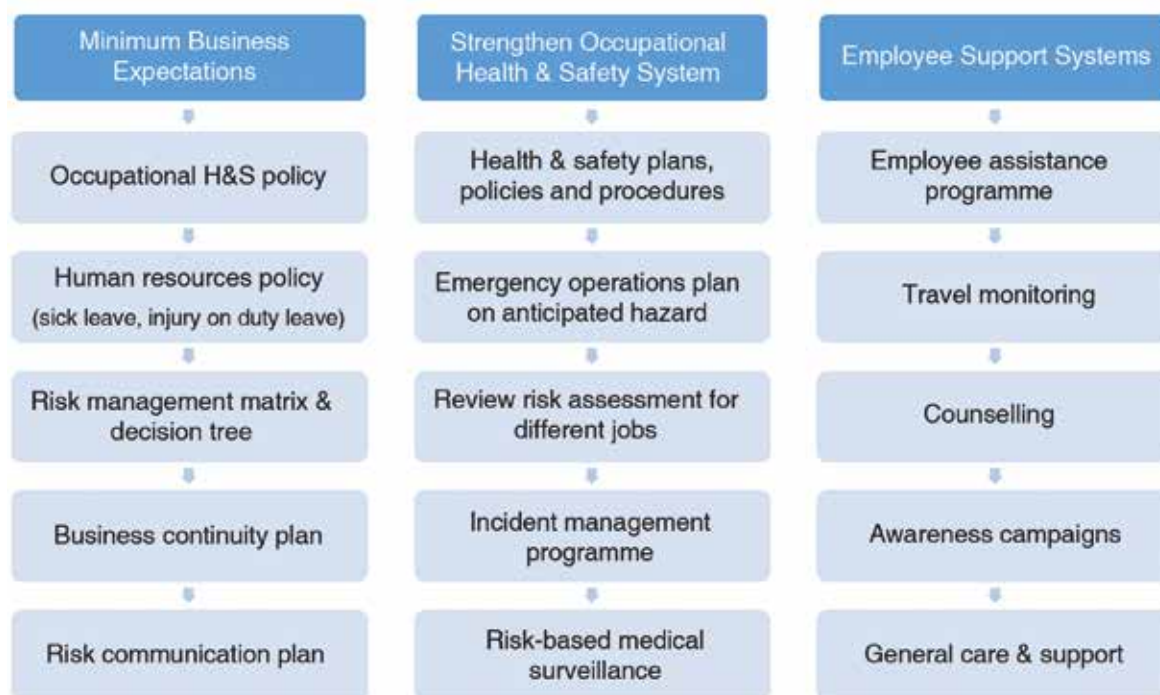 Minimum Business
Expectations
Occupational H&S policy
Human resources policy
(sick leave, injury on duty leave)
Risk management matrix &
decision tree
Business continuity plan
Risk communication plan
Strengthen Occupational
Health & Safety System
Health & safety plans,
policies and procedures
Emergency operations plan
on anticipated hazard
Review risk assessment for
different jobs
Incident management
programme
Risk-based medical
surveillance
Employee Support Systems
Employee assistance
programme
Travel monitoring
Counselling
Awareness campaigns
General care & support